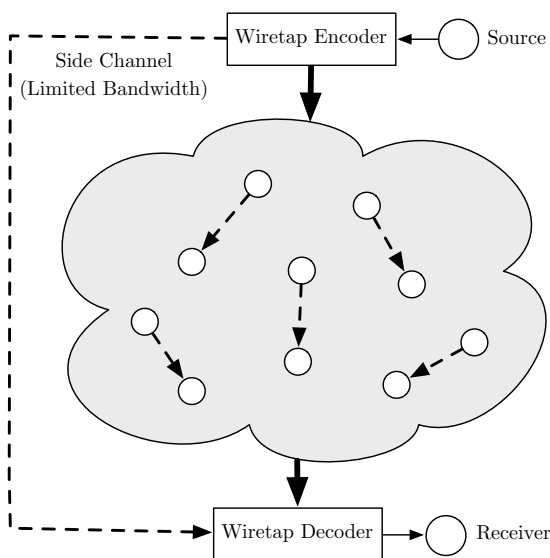 Wiretap Encoder
Source
Side Channel
(Limited Bandwidth)
Wiretap Decoder
Receiver